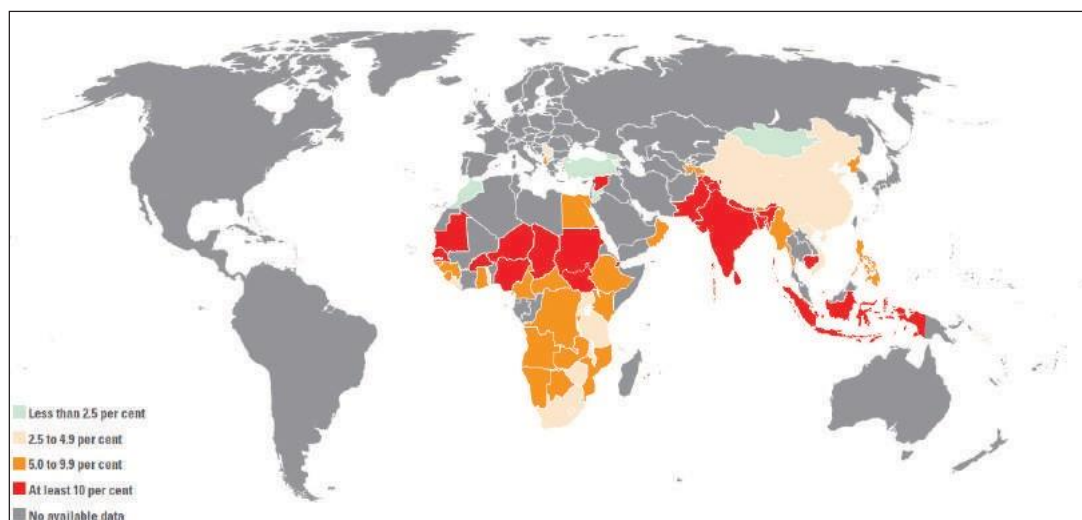 Less than 2.5 per cent
2.5 to 4.9 per cent
5.0 to 9.9 per cent
At least 10 per cent
No available data